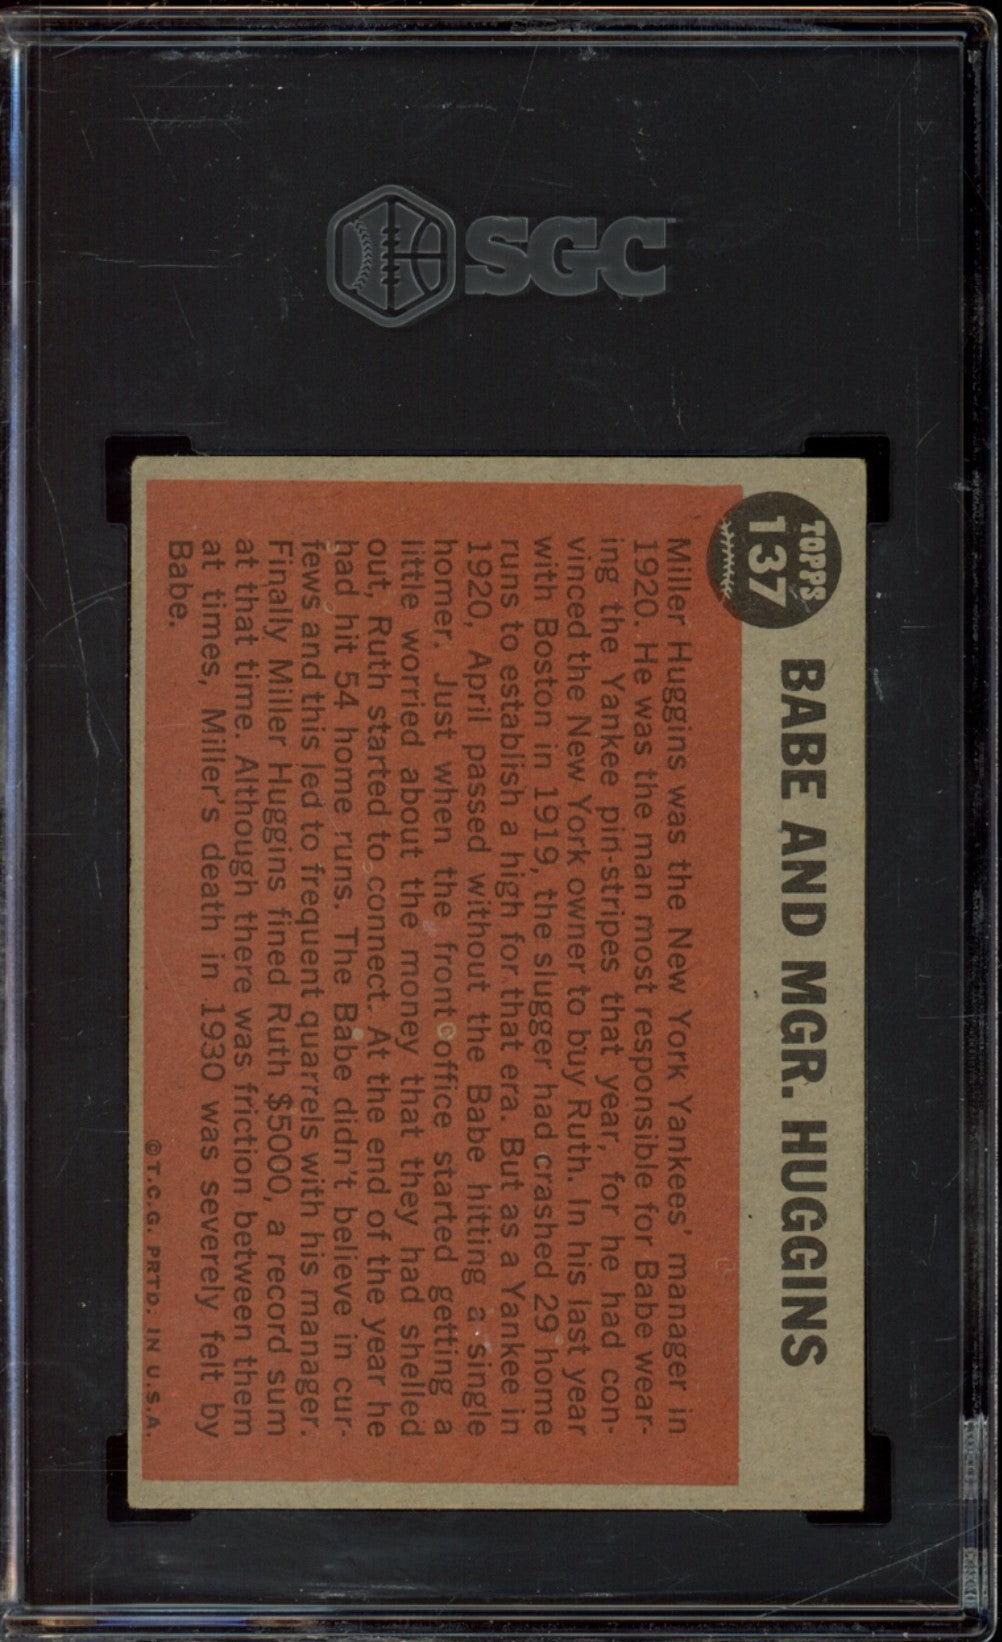 SGC
TOPPS
137
BABE AND MGR. HUGGINS
Miller Huggins was the New York Yankees' manager in
1920. He was the man most responsible for Babe wear-
ing the Yankee pin-stripes that year, for he had con-
vinced the New York owner to buy Ruth. In his last year
with Boston in 1919, the slugger had crashed 29 home
runs to establish a high for that era. But as a Yankee in
1920, April passed without the Babe hitting a single
home. Just when the front office started getting a
little worried about the money that they had shelled
out, Ruth started to connect. At the end of the year he
had hit 54 home runs. The Babe didn't believe in cur-
fews and this led to frequent quarrels with his manager.
Finally Miller Huggins fined Ruth $5000, a record sum
at that time. Although there was friction between them
at times, Miller's death in 1930 was severely felt by
Babe.
© T.C.G. PRTD. IN U.S.A.